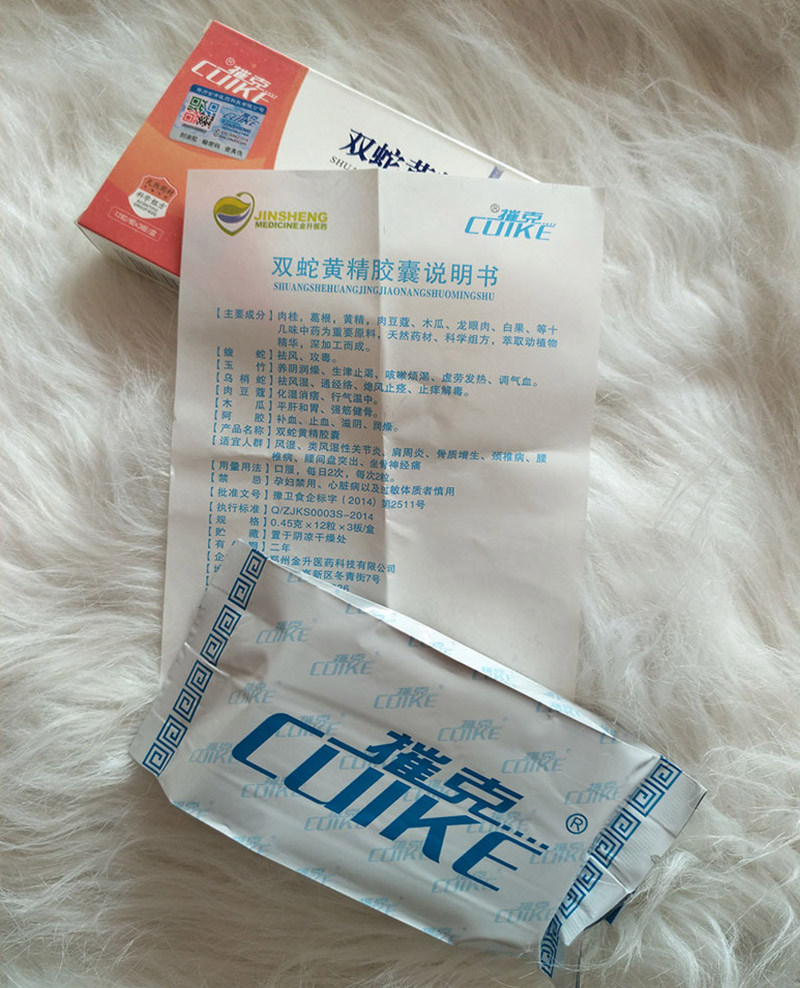 摧克
CUIKE
双蛇黄
JINSHENG
MEDICINE金升医药
摧克
CUIKE
双蛇黄精胶囊说明书
SHUANGSHEHUANGJINGJIAONANGSHUOMINGSHU
【主要成分】肉桂，葛根，黄精，肉豆蔻、木瓜、龙眼肉、白果、等十
几味中药为重要原料，天然药材、科学组方，萃取动植物
精华，深加工而成。
【蝮蛇】祛风、攻毒。
【玉竹】养阴润燥、生津止渴、咳嗽烦渴、虚劳发热、调气血。
【乌梢蛇】祛风湿、通经络、熄风止痉、止痒解毒。
【肉豆蔻】化湿消痞、行气温中。
【木瓜】平肝和胃、强筋健骨。
【阿胶】补血、止血、滋阴、润燥。
【产品名称】双蛇黄精胶囊
【适宜人群】风湿、类风湿性关节炎、肩周炎、骨质增生、颈椎病、腰
椎病、腰间盘突出、坐骨神经痛
【用量用法】口服，每日2次，每次2粒。
【禁忌】孕妇禁用、心脏病以及过敏体质者慎用
【批准文号】豫卫食企标字（2014）第2511号
【执行标准】Q/ZJKS0003S-2014
【规格】0.45克×12粒×3板/盒
【贮藏】置于阴凉干燥处
【有 期】二年
郑州金升医药科技有限公司
高新区冬青街7号
摧克
CUIKE
®